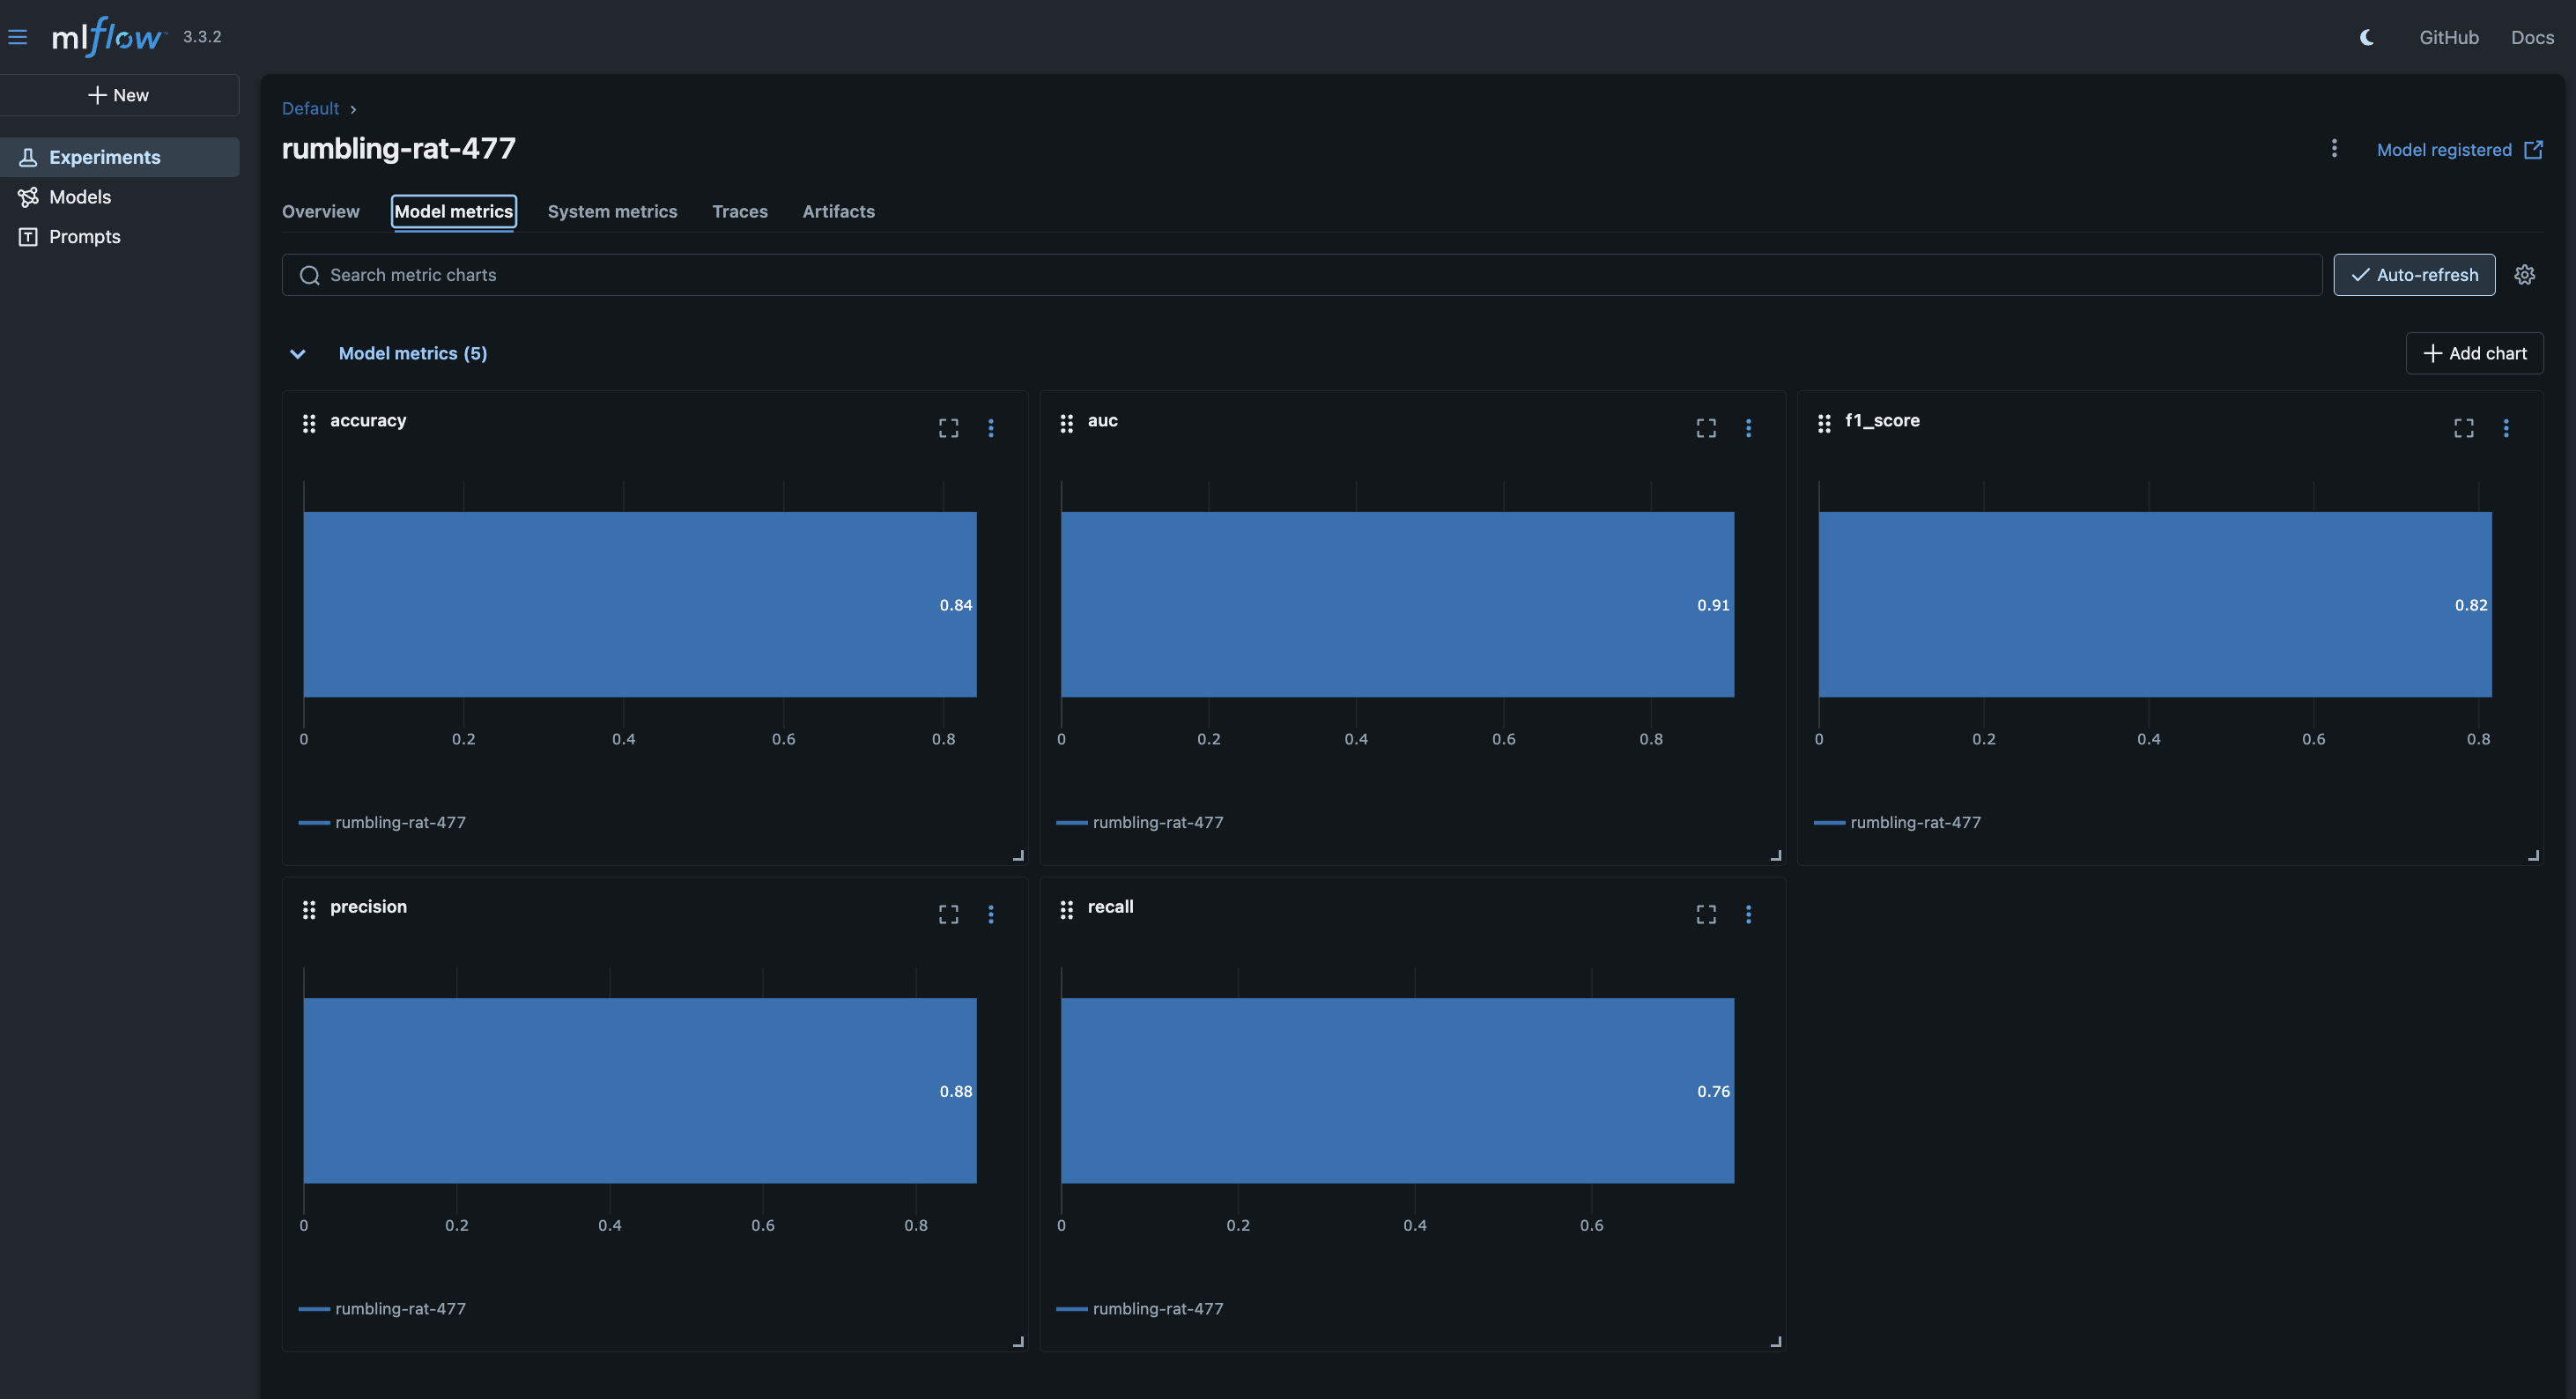 mlflow 3.3.2
GitHub
Docs
New
Experiments
Models
Prompts
Default
rumbling-rat-477
Model registered
Overview
Model metrics
System metrics
Traces
Artifacts
Search metric charts
Auto-refresh
Model metrics (5)
Add chart
accuracy
0.84
0 0.2 0.4 0.6 0.8
rumbling-rat-477
auc
0.91
0 0.2 0.4 0.6 0.8
rumbling-rat-477
f1_score
0.82
0 0.2 0.4 0.6 0.8
rumbling-rat-477
precision
0.88
0 0.2 0.4 0.6 0.8
rumbling-rat-477
recall
0.76
0 0.2 0.4 0.6
rumbling-rat-477